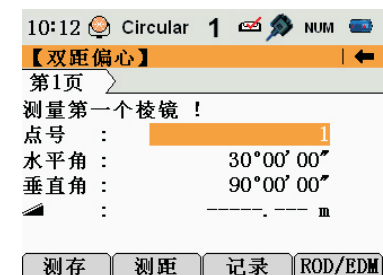 10:12 Circular 1 NUM
【双距偏心】
第1页
测量第一个棱镜 !
点号 : 1
水平角 : 30°00′00″
垂直角 : 90°00′00″
: -----.--- m
测存 测距 记录 ROD/EDM